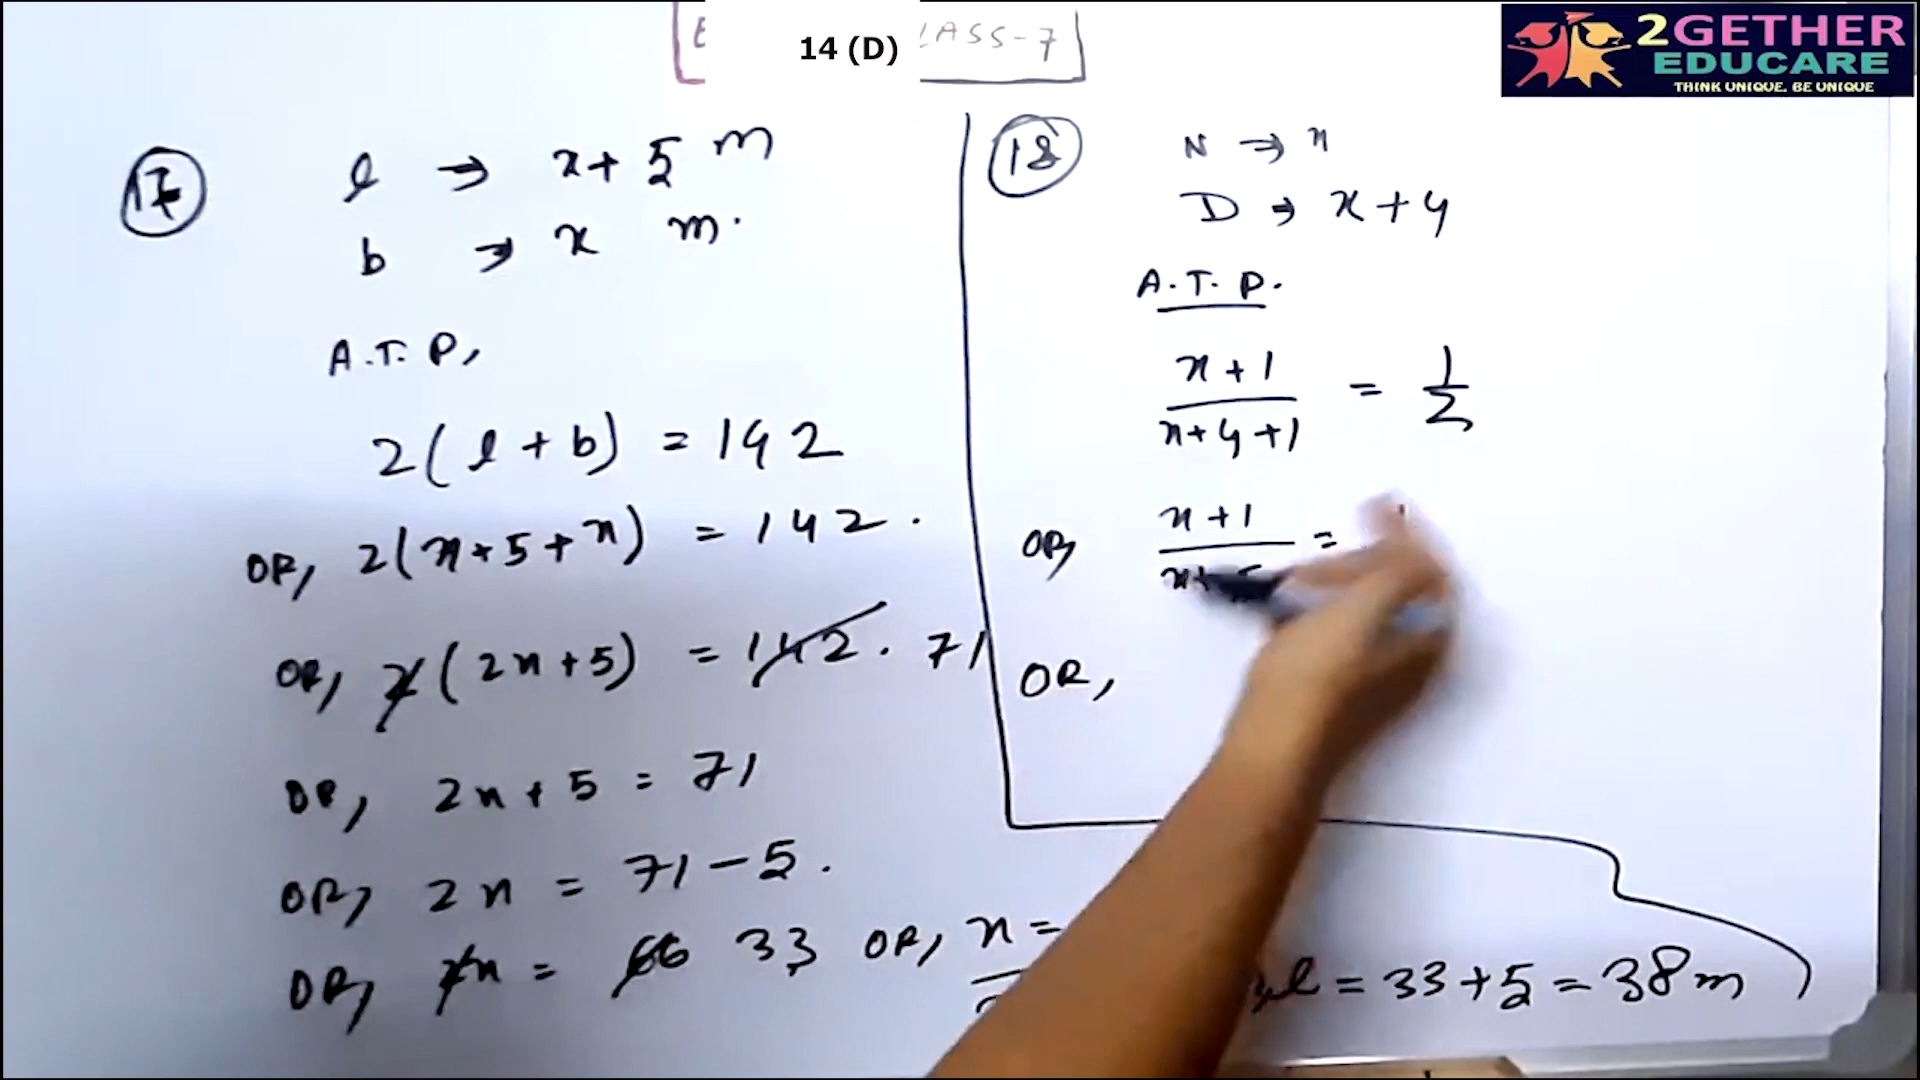 14 (D)
LASS-7
2GETHER
EDUCARE
THINK UNIQUE. BE UNIQUE
17
l → x + 5 m
b → x m.
A.T.P,
2(l + b) = 142
OR, 2(x + 5 + x) = 142.
OR, 2(2x + 5) = 142. 71
OR, 2x + 5 = 71
OR, 2x = 71 - 5.
OR, 2x = 66 33 OR, x =
l = 33 + 5 = 38 m
18
N → x
D → x + 4
A.T.P.
x + 1 / x + 4 + 1 = 1/2
OR, x + 1 / x + 5 =
OR,